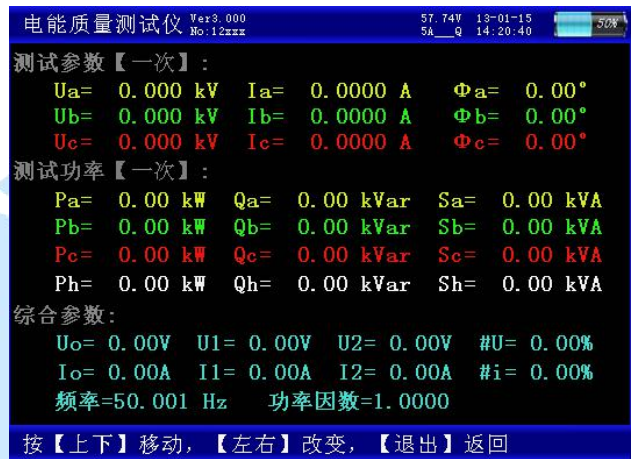 电能质量测试仪 Ver3.000 No:12xxx 57.74V 13-01-15 5A__Q 14:20:40 50%
测试参数【一次】:
Ua= 0.000 kV Ia= 0.0000 A Φa= 0.00°
Ub= 0.000 kV Ib= 0.0000 A Φb= 0.00°
Uc= 0.000 kV Ic= 0.0000 A Φc= 0.00°
测试功率【一次】:
Pa= 0.00 kW Qa= 0.00 kVar Sa= 0.00 kVA
Pb= 0.00 kW Qb= 0.00 kVar Sb= 0.00 kVA
Pc= 0.00 kW Qc= 0.00 kVar Sc= 0.00 kVA
Ph= 0.00 kW Qh= 0.00 kVar Sh= 0.00 kVA
综合参数:
Uo= 0.00V U1= 0.00V U2= 0.00V #U= 0.00%
Io= 0.00A I1= 0.00A I2= 0.00A #i= 0.00%
频率=50.001 Hz 功率因数=1.0000
按【上下】移动，【左右】改变，【退出】返回